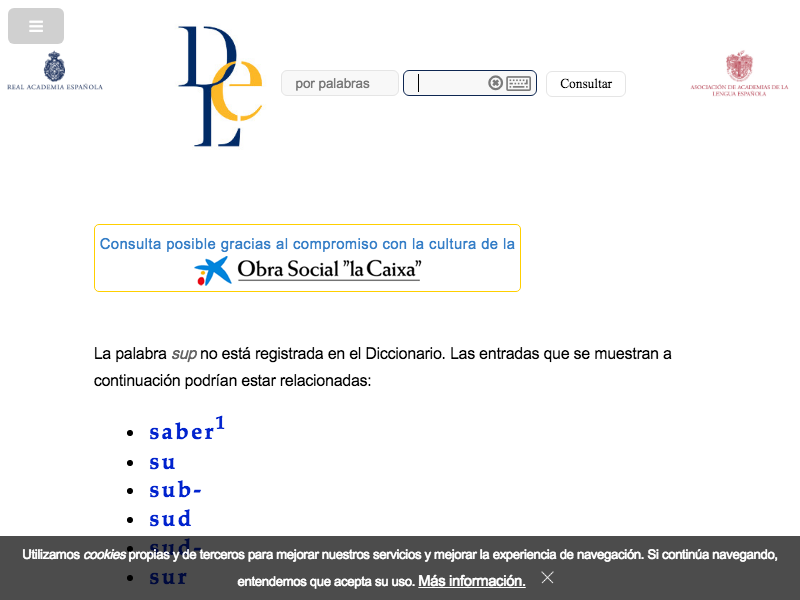 REAL ACADEMIA ESPAÑOLA
DLe
por palabras
Consultar
ASOCIACIÓN DE ACADEMIAS DE LA
LENGUA ESPAÑOLA
Consulta posible gracias al compromiso con la cultura de la
Obra Social "la Caixa"
La palabra sup no está registrada en el Diccionario. Las entradas que se muestran a
continuación podrían estar relacionadas:
saber1
su
sub-
sud
sud-
sur
Utilizamos cookies propias y de terceros para mejorar nuestros servicios y mejorar la experiencia de navegación. Si continúa navegando,
entendemos que acepta su uso. Más información.